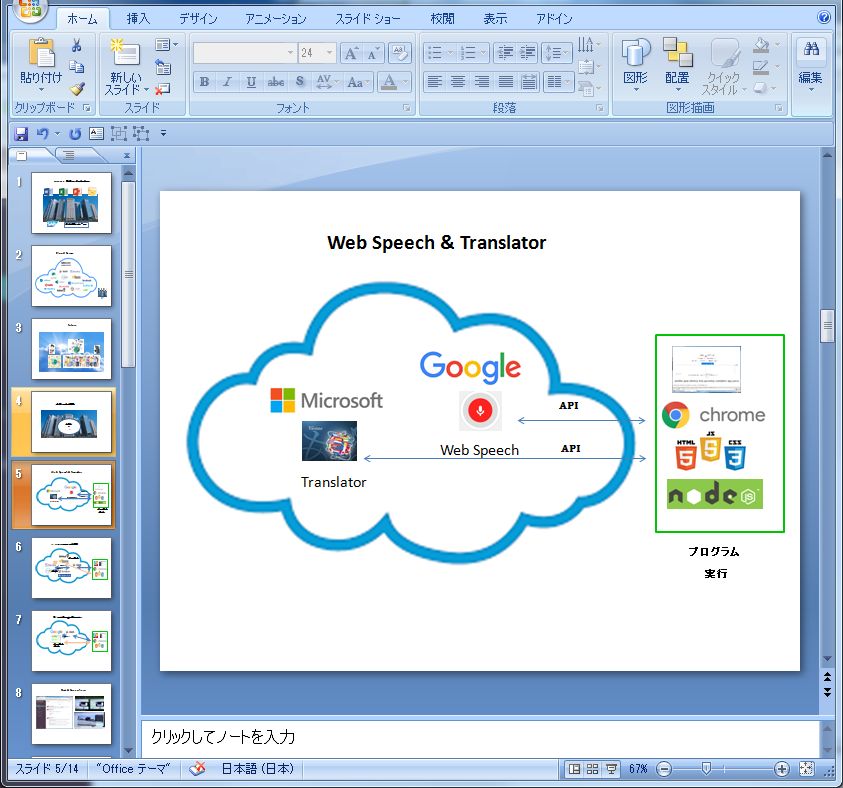 ホーム 挿入 デザイン アニメーション スライド ショー 校閲 表示 アドイン
24
貼り付け
新しい
スライド
B I U abc S AV Aa A
図形 配置 クイック
スタイル
編集
クリップボード スライド フォント 段落 図形描画
1
2
3
4
5
6
7
8
Web Speech & Translator
Google
Microsoft
Web Speech
Translator
API
API
chrome
HTML JS CSS
5 5 3
node JS
プログラム
実行
クリックしてノートを入力
スライド 5/14 "Office テーマ" 日本語 (日本) 67%